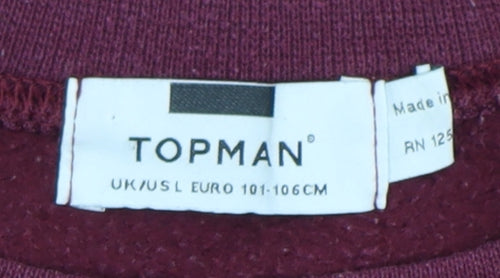 TOPMAN®
UK/US L EURO 101-106CM
Made in
RN 125